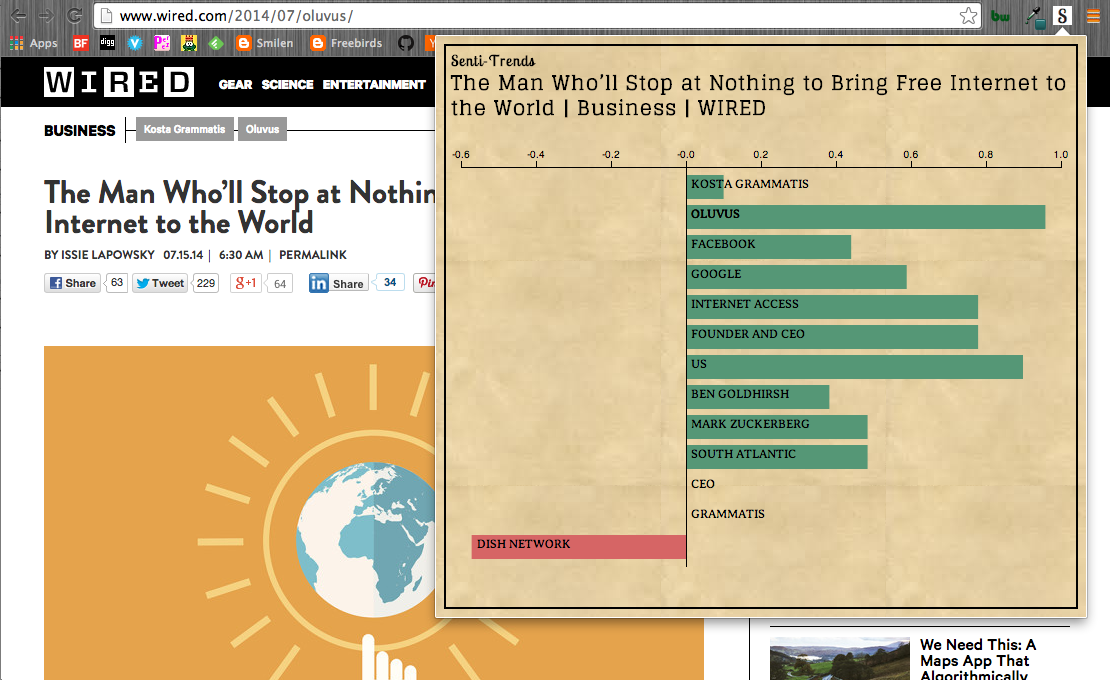 www.wired.com/2014/07/oluvus/
bw
S
Apps
BF
digg
Smilen
Freebirds
WIRED
GEAR SCIENCE ENTERTAINMENT
BUSINESS
Kosta Grammatis
Oluvus
The Man Who'll Stop at Nothin
Internet to the World
BY ISSIE LAPOWSKY 07.15.14 | 6:30 AM | PERMALINK
Share 63 Tweet 229 g+1 64 in Share 34 Pin
Senti-Trends
The Man Who'll Stop at Nothing to Bring Free Internet to
the World | Business | WIRED
-0.6 -0.4 -0.2 -0.0 0.2 0.4 0.6 0.8 1.0
KOSTA GRAMMATIS
OLUVUS
FACEBOOK
GOOGLE
INTERNET ACCESS
FOUNDER AND CEO
US
BEN GOLDHIRSH
MARK ZUCKERBERG
SOUTH ATLANTIC
CEO
GRAMMATIS
DISH NETWORK
We Need This: A
Maps App That
Algorithmically